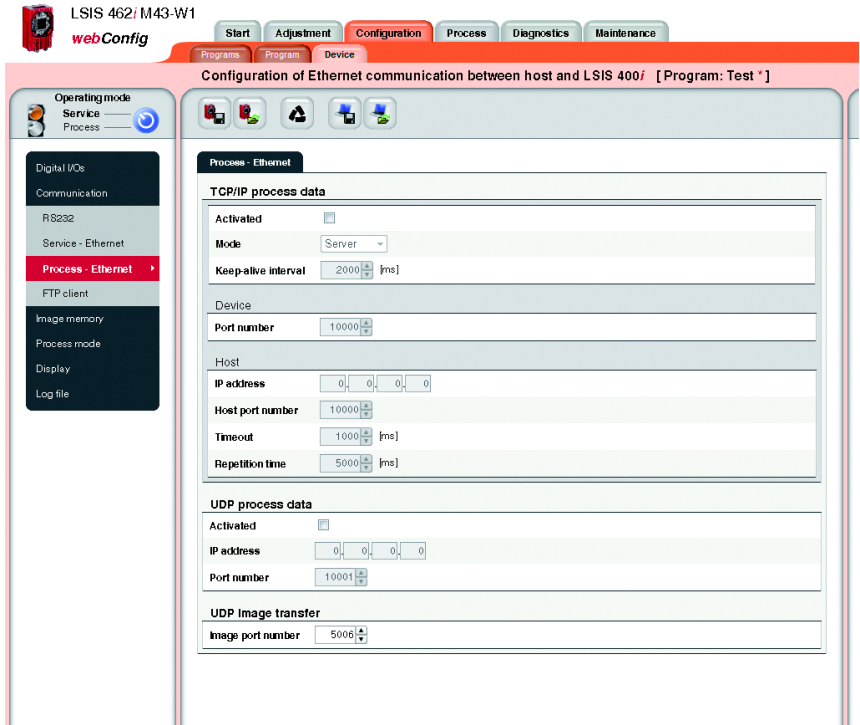 LSIS 462i M43-W1
webConfig
Start Adjustment Configuration Process Diagnostics Maintenance
Programs Program Device
Configuration of Ethernet communication between host and LSIS 400i [Program: Test *]
Operating mode
Service
Process
Digital I/Os
Communication
RS232
Service - Ethernet
Process - Ethernet
FTP client
Image memory
Process mode
Display
Log file
Process - Ethernet
TCP/IP process data
Activated
Mode Server
Keep-alive interval 2000 [ms]
Device
Port number 10000
Host
IP address 0. 0. 0. 0
Host port number 10000
Timeout 1000 [ms]
Repetition time 5000 [ms]
UDP process data
Activated
IP address 0. 0. 0. 0
Port number 10001
UDP Image transfer
Image port number 5006